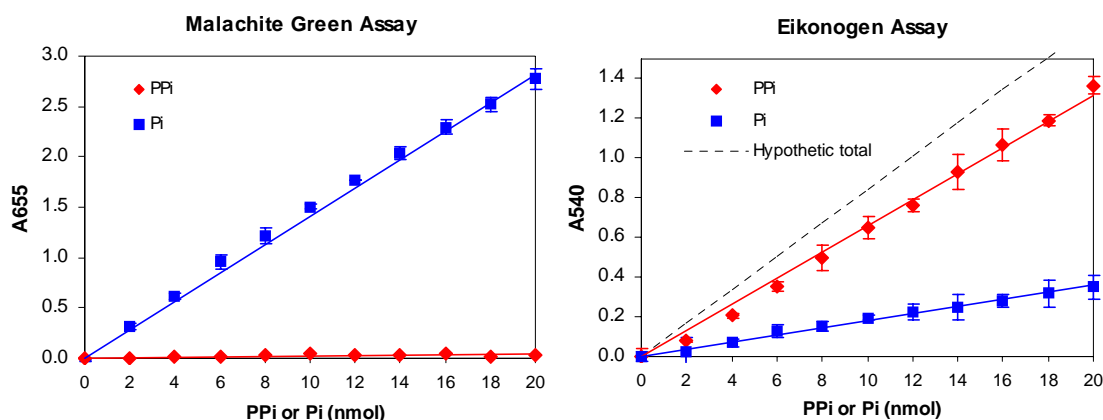 Malachite Green Assay
3.0
2.5
2.0
1.5
1.0
0.5
0.0
A655
PPi
Pi
0 2 4 6 8 10 12 14 16 18 20
PPi or Pi (nmol)
Eikonogen Assay
1.4
1.2
1.0
0.8
0.6
0.4
0.2
0.0
A540
PPi
Pi
Hypothetic total
0 2 4 6 8 10 12 14 16 18 20
PPi or Pi (nmol)